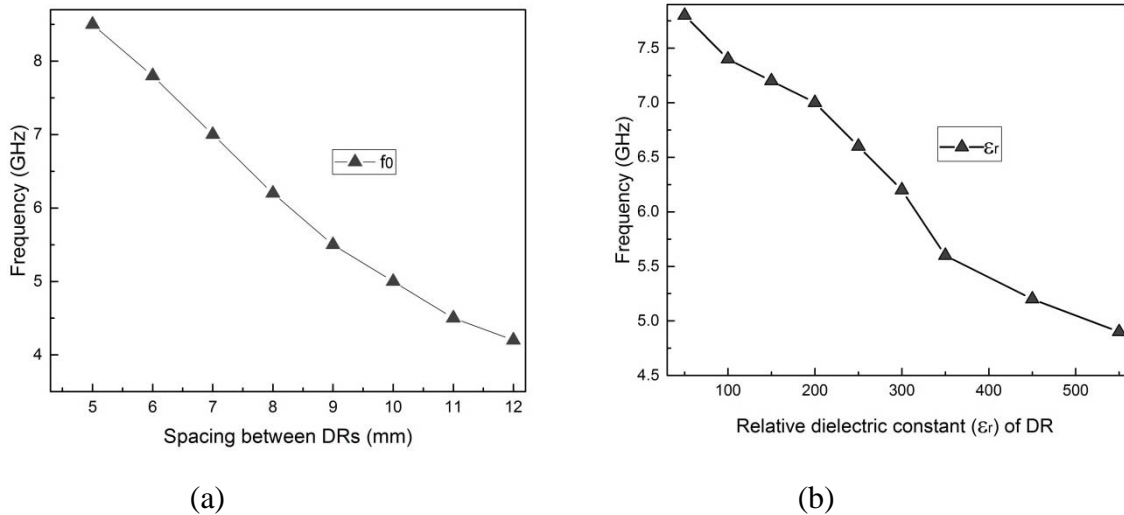 Frequency (GHz)
8
7
6
5
4
5 6 7 8 9 10 11 12
Spacing between DRs (mm)
f0
(a)
Frequency (GHz)
7.5
7.0
6.5
6.0
5.5
5.0
4.5
100 200 300 400 500
Relative dielectric constant (εr) of DR
εr
(b)